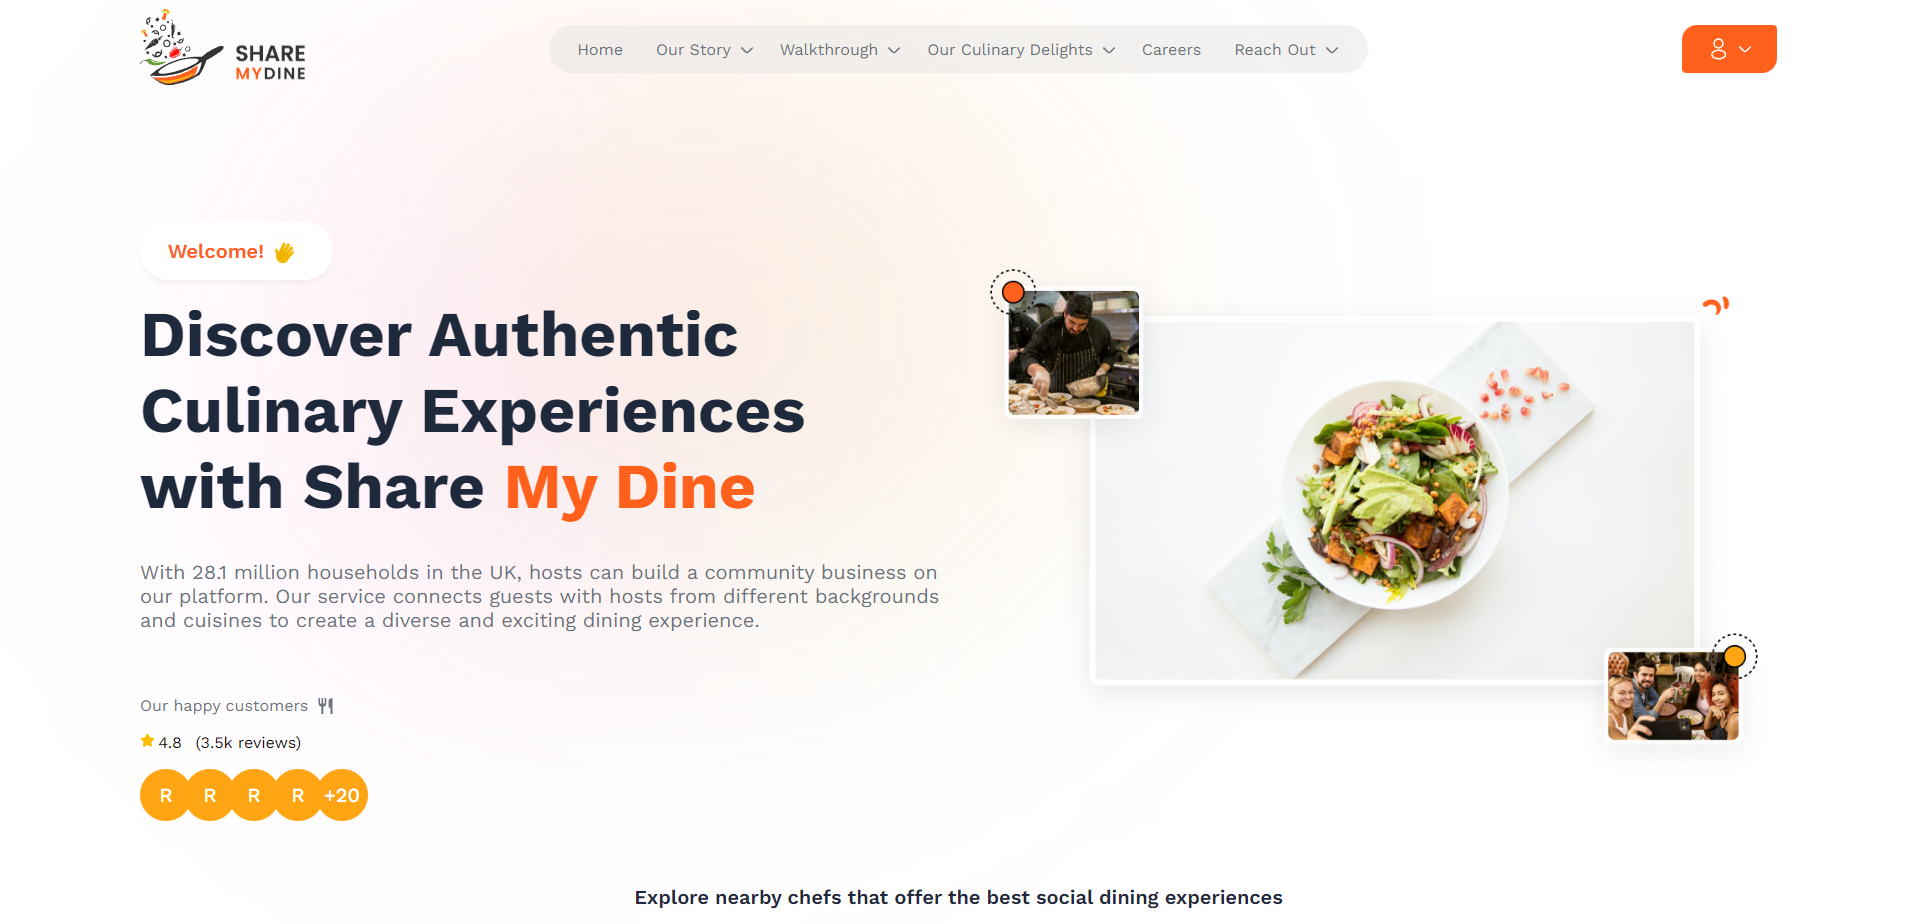 SHARE
MYDINE
Home
Our Story
Walkthrough
Our Culinary Delights
Careers
Reach Out
Welcome!
Discover Authentic
Culinary Experiences
with Share My Dine
With 28.1 million households in the UK, hosts can build a community business on
our platform. Our service connects guests with hosts from different backgrounds
and cuisines to create a diverse and exciting dining experience.
Our happy customers
4.8 (3.5k reviews)
R R R R +20
Explore nearby chefs that offer the best social dining experiences